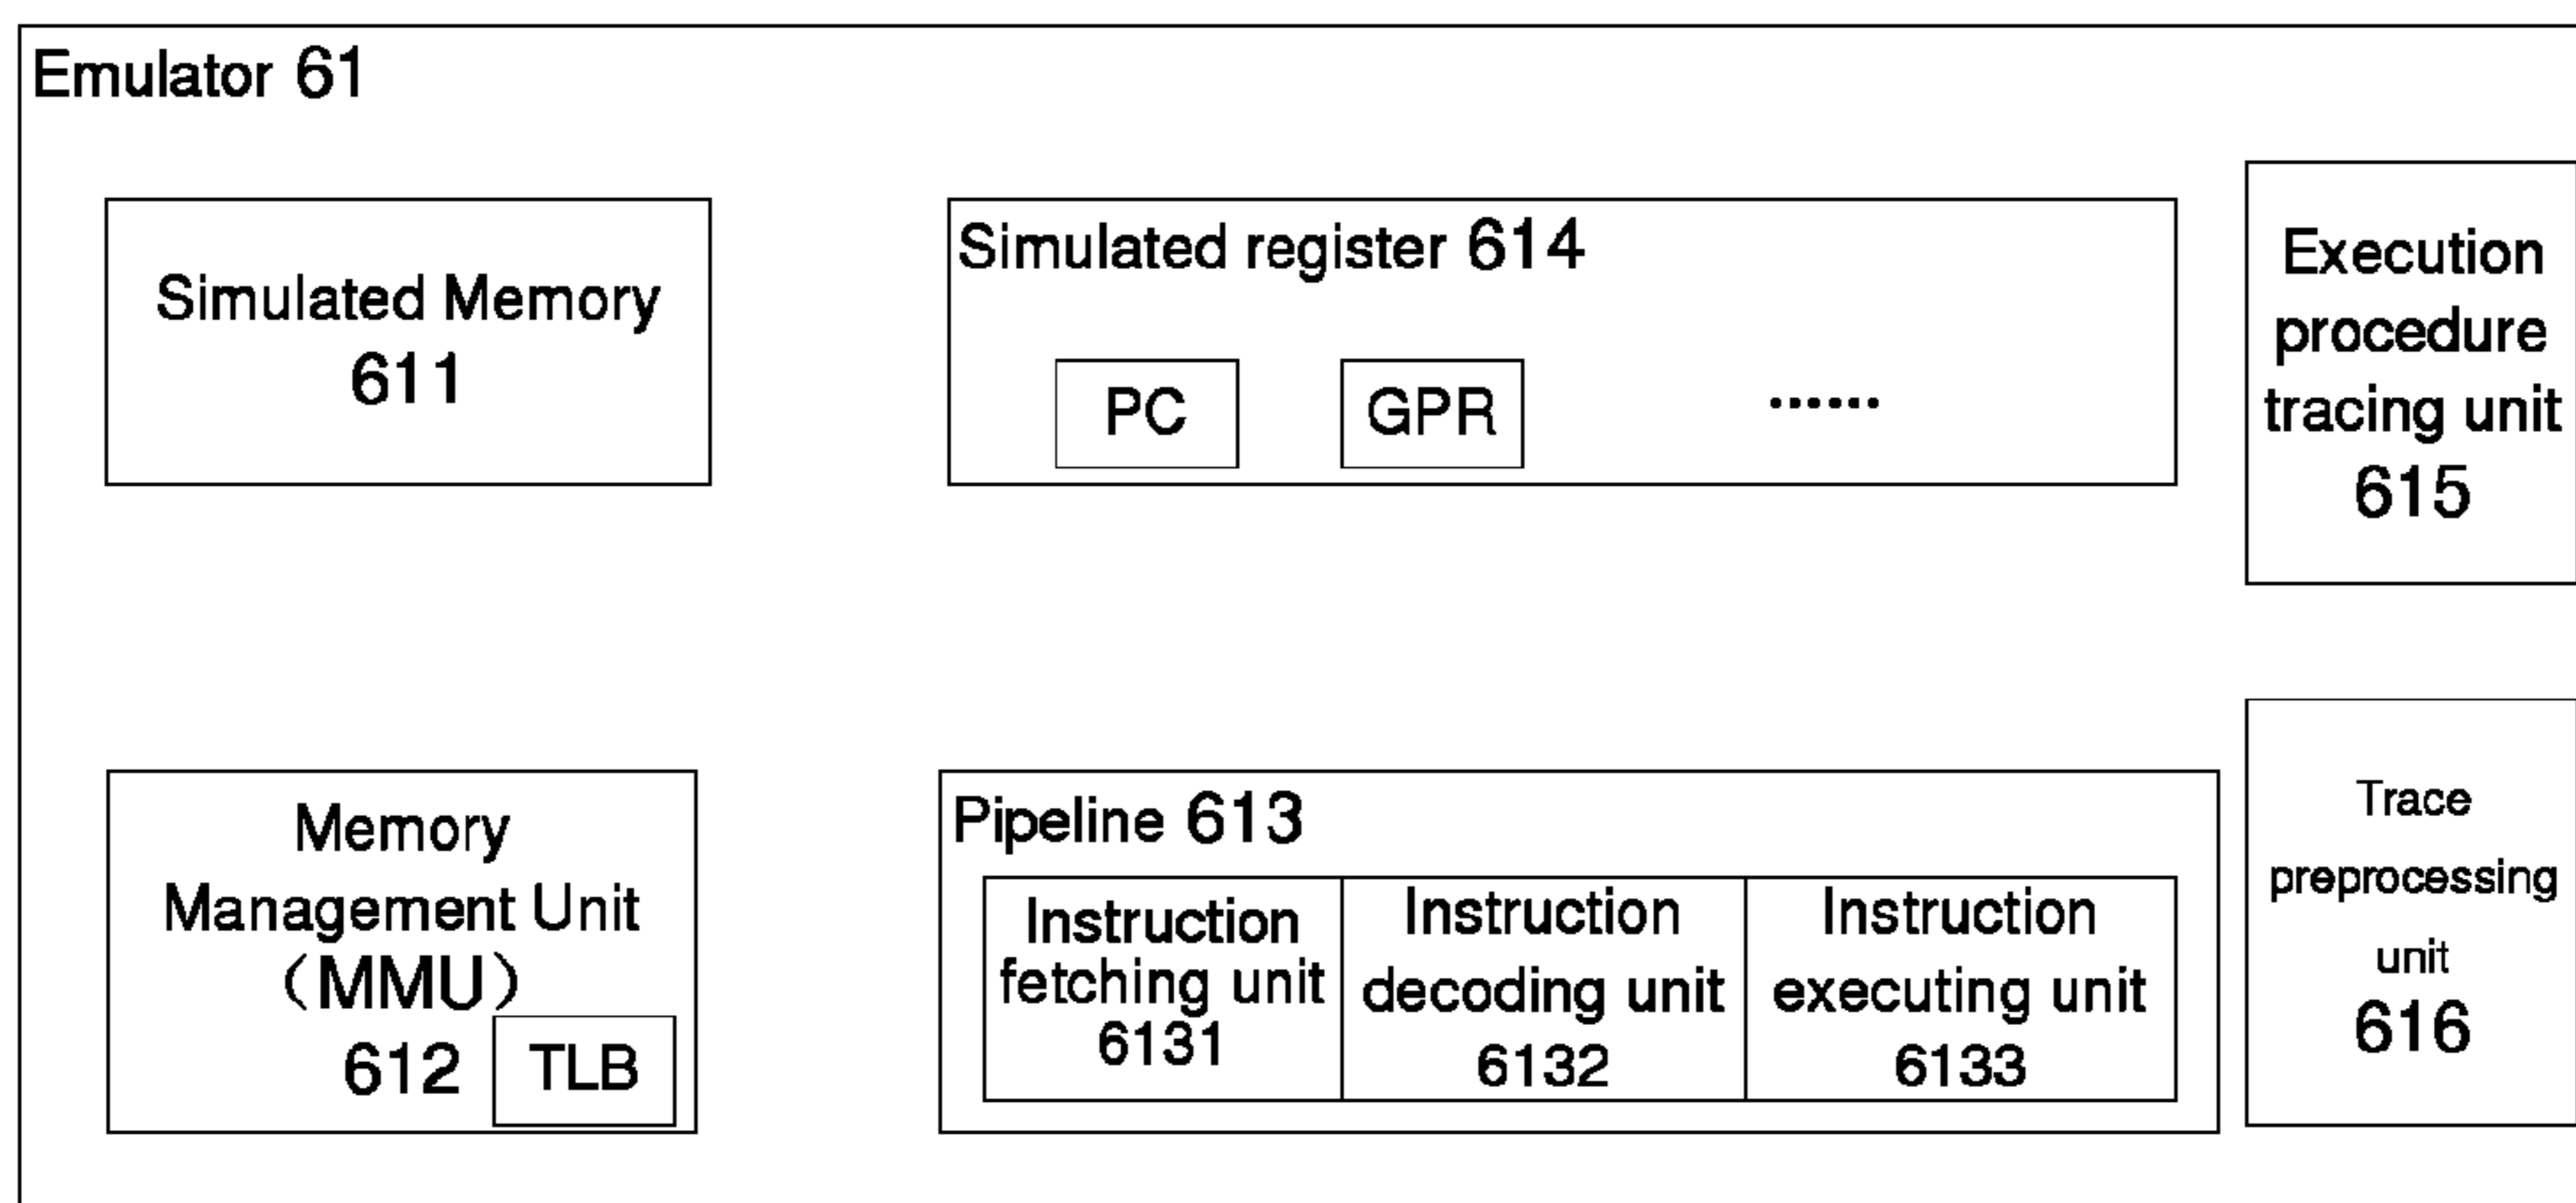 Emulator 61
Simulated Memory
611
Simulated register 614
PC
GPR
......
Execution
procedure
tracing unit
615
Memory
Management Unit
（MMU）
612
TLB
Pipeline 613
Instruction
fetching unit
6131
Instruction
decoding unit
6132
Instruction
executing unit
6133
Trace
preprocessing
unit
616